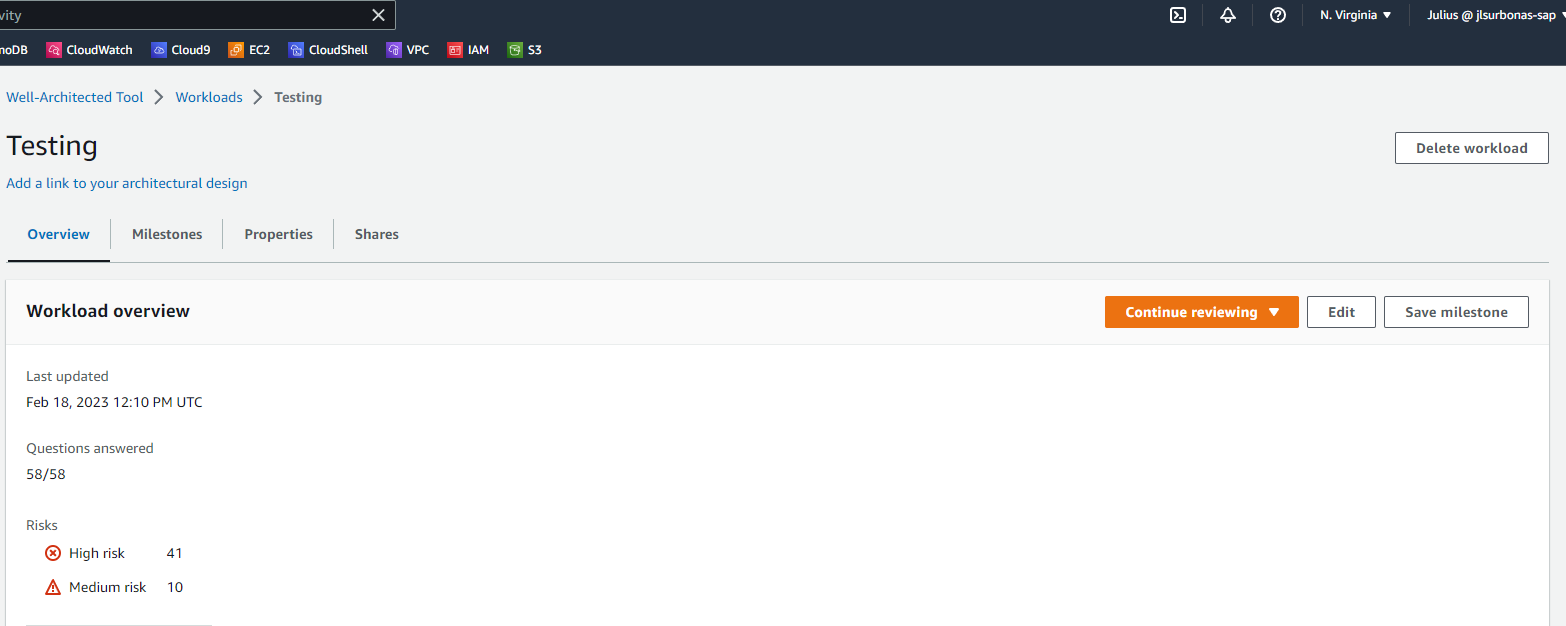 vity
N. Virginia
Julius @ jlsurbonas-sap
moDB CloudWatch Cloud9 EC2 CloudShell VPC IAM S3
Well-Architected Tool Workloads Testing
Testing
Delete workload
Add a link to your architectural design
Overview Milestones Properties Shares
Workload overview
Continue reviewing Edit Save milestone
Last updated
Feb 18, 2023 12:10 PM UTC
Questions answered
58/58
Risks
High risk 41
Medium risk 10